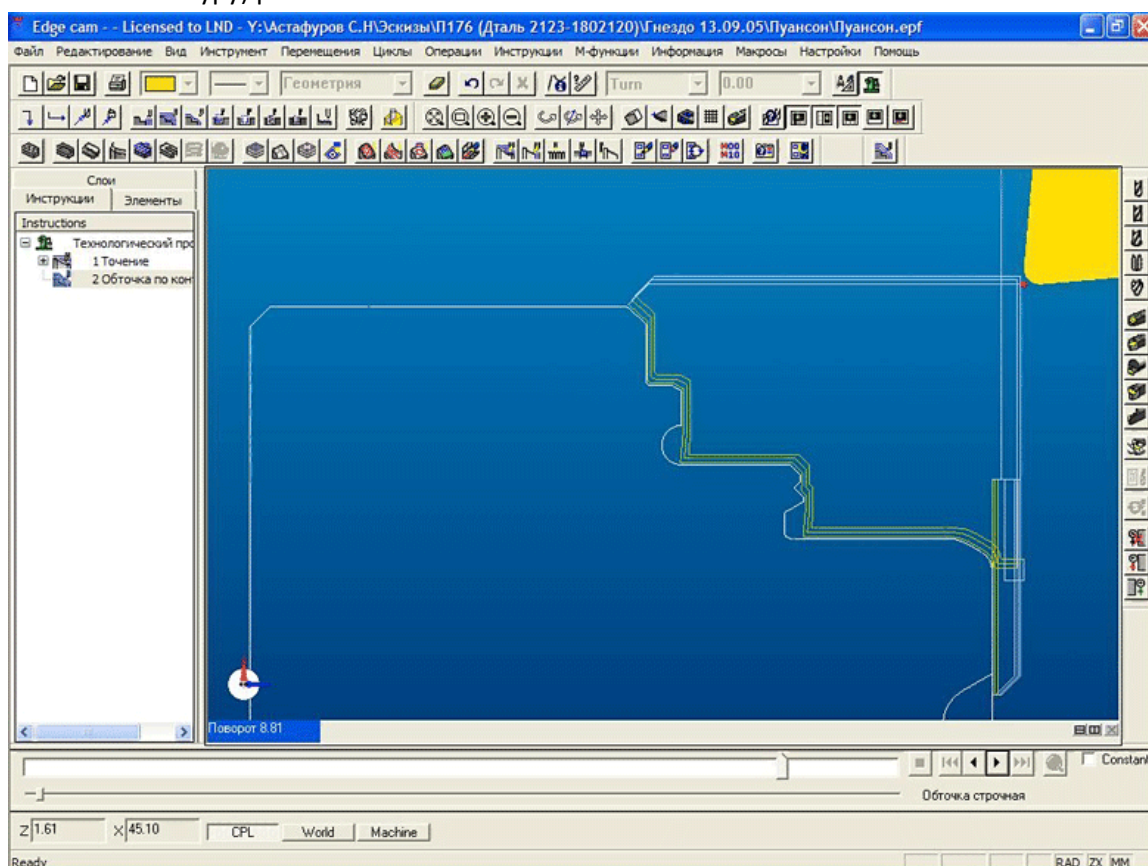 Edge cam - - Licensed to LND - Y:\Астафуров С.Н\Эскизы\П176 (Дталь 2123-1802120)\Гнездо 13.09.05\Пуансон\Пуансон.epf
Файл Редактирование Вид Инструмент Перемещения Циклы Операции Инструкции М-функции Информация Макросы Настройки Помощь
Геометрия Turn 0.00
Слои
Инструкции Элементы
Instructions
Технологический про
1 Точение
2 Обточка по кон
Поворот 8.81
Constant
Обточка строчная
Z 1.61 X 45.10 CPL World Machine
Ready RAD ZX MM